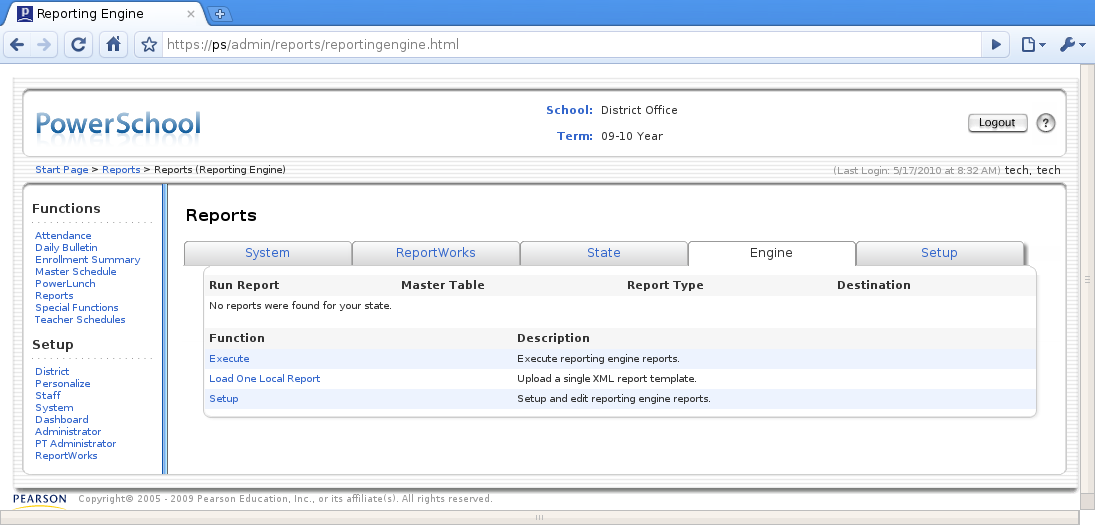 Reporting Engine
https://ps/admin/reports/reportingengine.html
PowerSchool
School: District Office
Term: 09-10 Year
Logout ?
Start Page > Reports > Reports (Reporting Engine)
(Last Login: 5/17/2010 at 8:32 AM) tech, tech
Functions
Attendance
Daily Bulletin
Enrollment Summary
Master Schedule
PowerLunch
Reports
Special Functions
Teacher Schedules
Setup
District
Personalize
Staff
System
Dashboard
Administrator
PT Administrator
ReportWorks
Reports
System ReportWorks State Engine Setup
Run Report Master Table Report Type Destination
No reports were found for your state.
Function Description
Execute Execute reporting engine reports.
Load One Local Report Upload a single XML report template.
Setup Setup and edit reporting engine reports.
PEARSON Copyright© 2005 - 2009 Pearson Education, Inc., or its affiliate(s). All rights reserved.